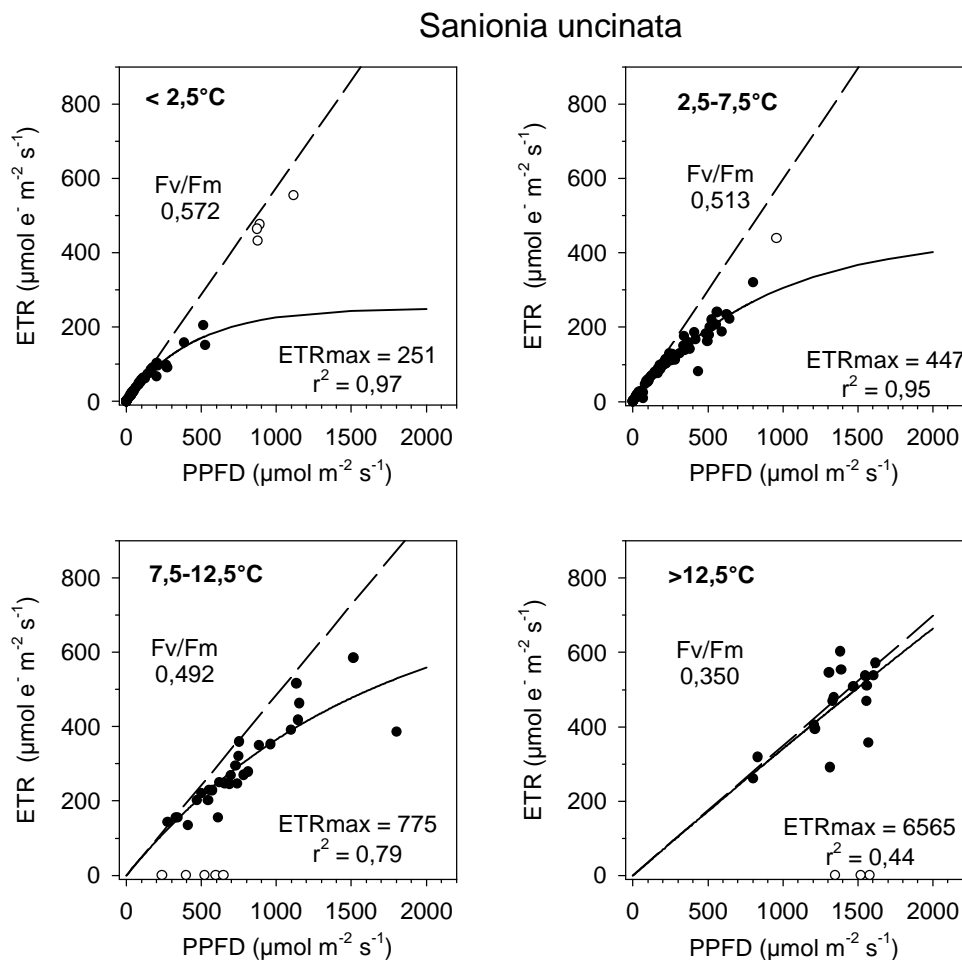 Sanionia uncinata
< 2,5°C
Fv/Fm
0,572
ETRmax = 251
r² = 0,97
ETR (µmol e⁻ m⁻² s⁻¹)
800
600
400
200
0
0 500 1000 1500 2000
PPFD (µmol m⁻² s⁻¹)
2,5-7,5°C
Fv/Fm
0,513
ETRmax = 447
r² = 0,95
ETR (µmol e⁻ m⁻² s⁻¹)
800
600
400
200
0
0 500 1000 1500 2000
PPFD (µmol m⁻² s⁻¹)
7,5-12,5°C
Fv/Fm
0,492
ETRmax = 775
r² = 0,79
ETR (µmol e⁻ m⁻² s⁻¹)
800
600
400
200
0
0 500 1000 1500 2000
PPFD (µmol m⁻² s⁻¹)
>12,5°C
Fv/Fm
0,350
ETRmax = 6565
r² = 0,44
ETR (µmol e⁻ m⁻² s⁻¹)
800
600
400
200
0
0 500 1000 1500 2000
PPFD (µmol m⁻² s⁻¹)